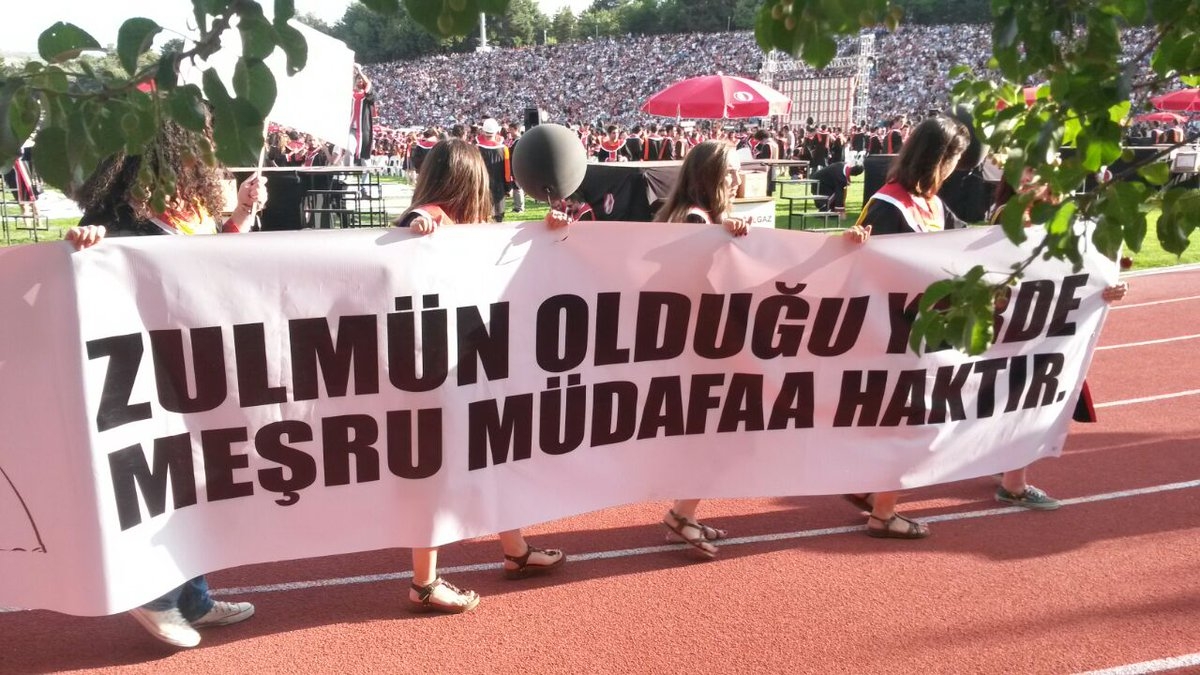 ZULMÜN OLDUĞU YERDE
MEŞRU MÜDAFAA HAKTIR.